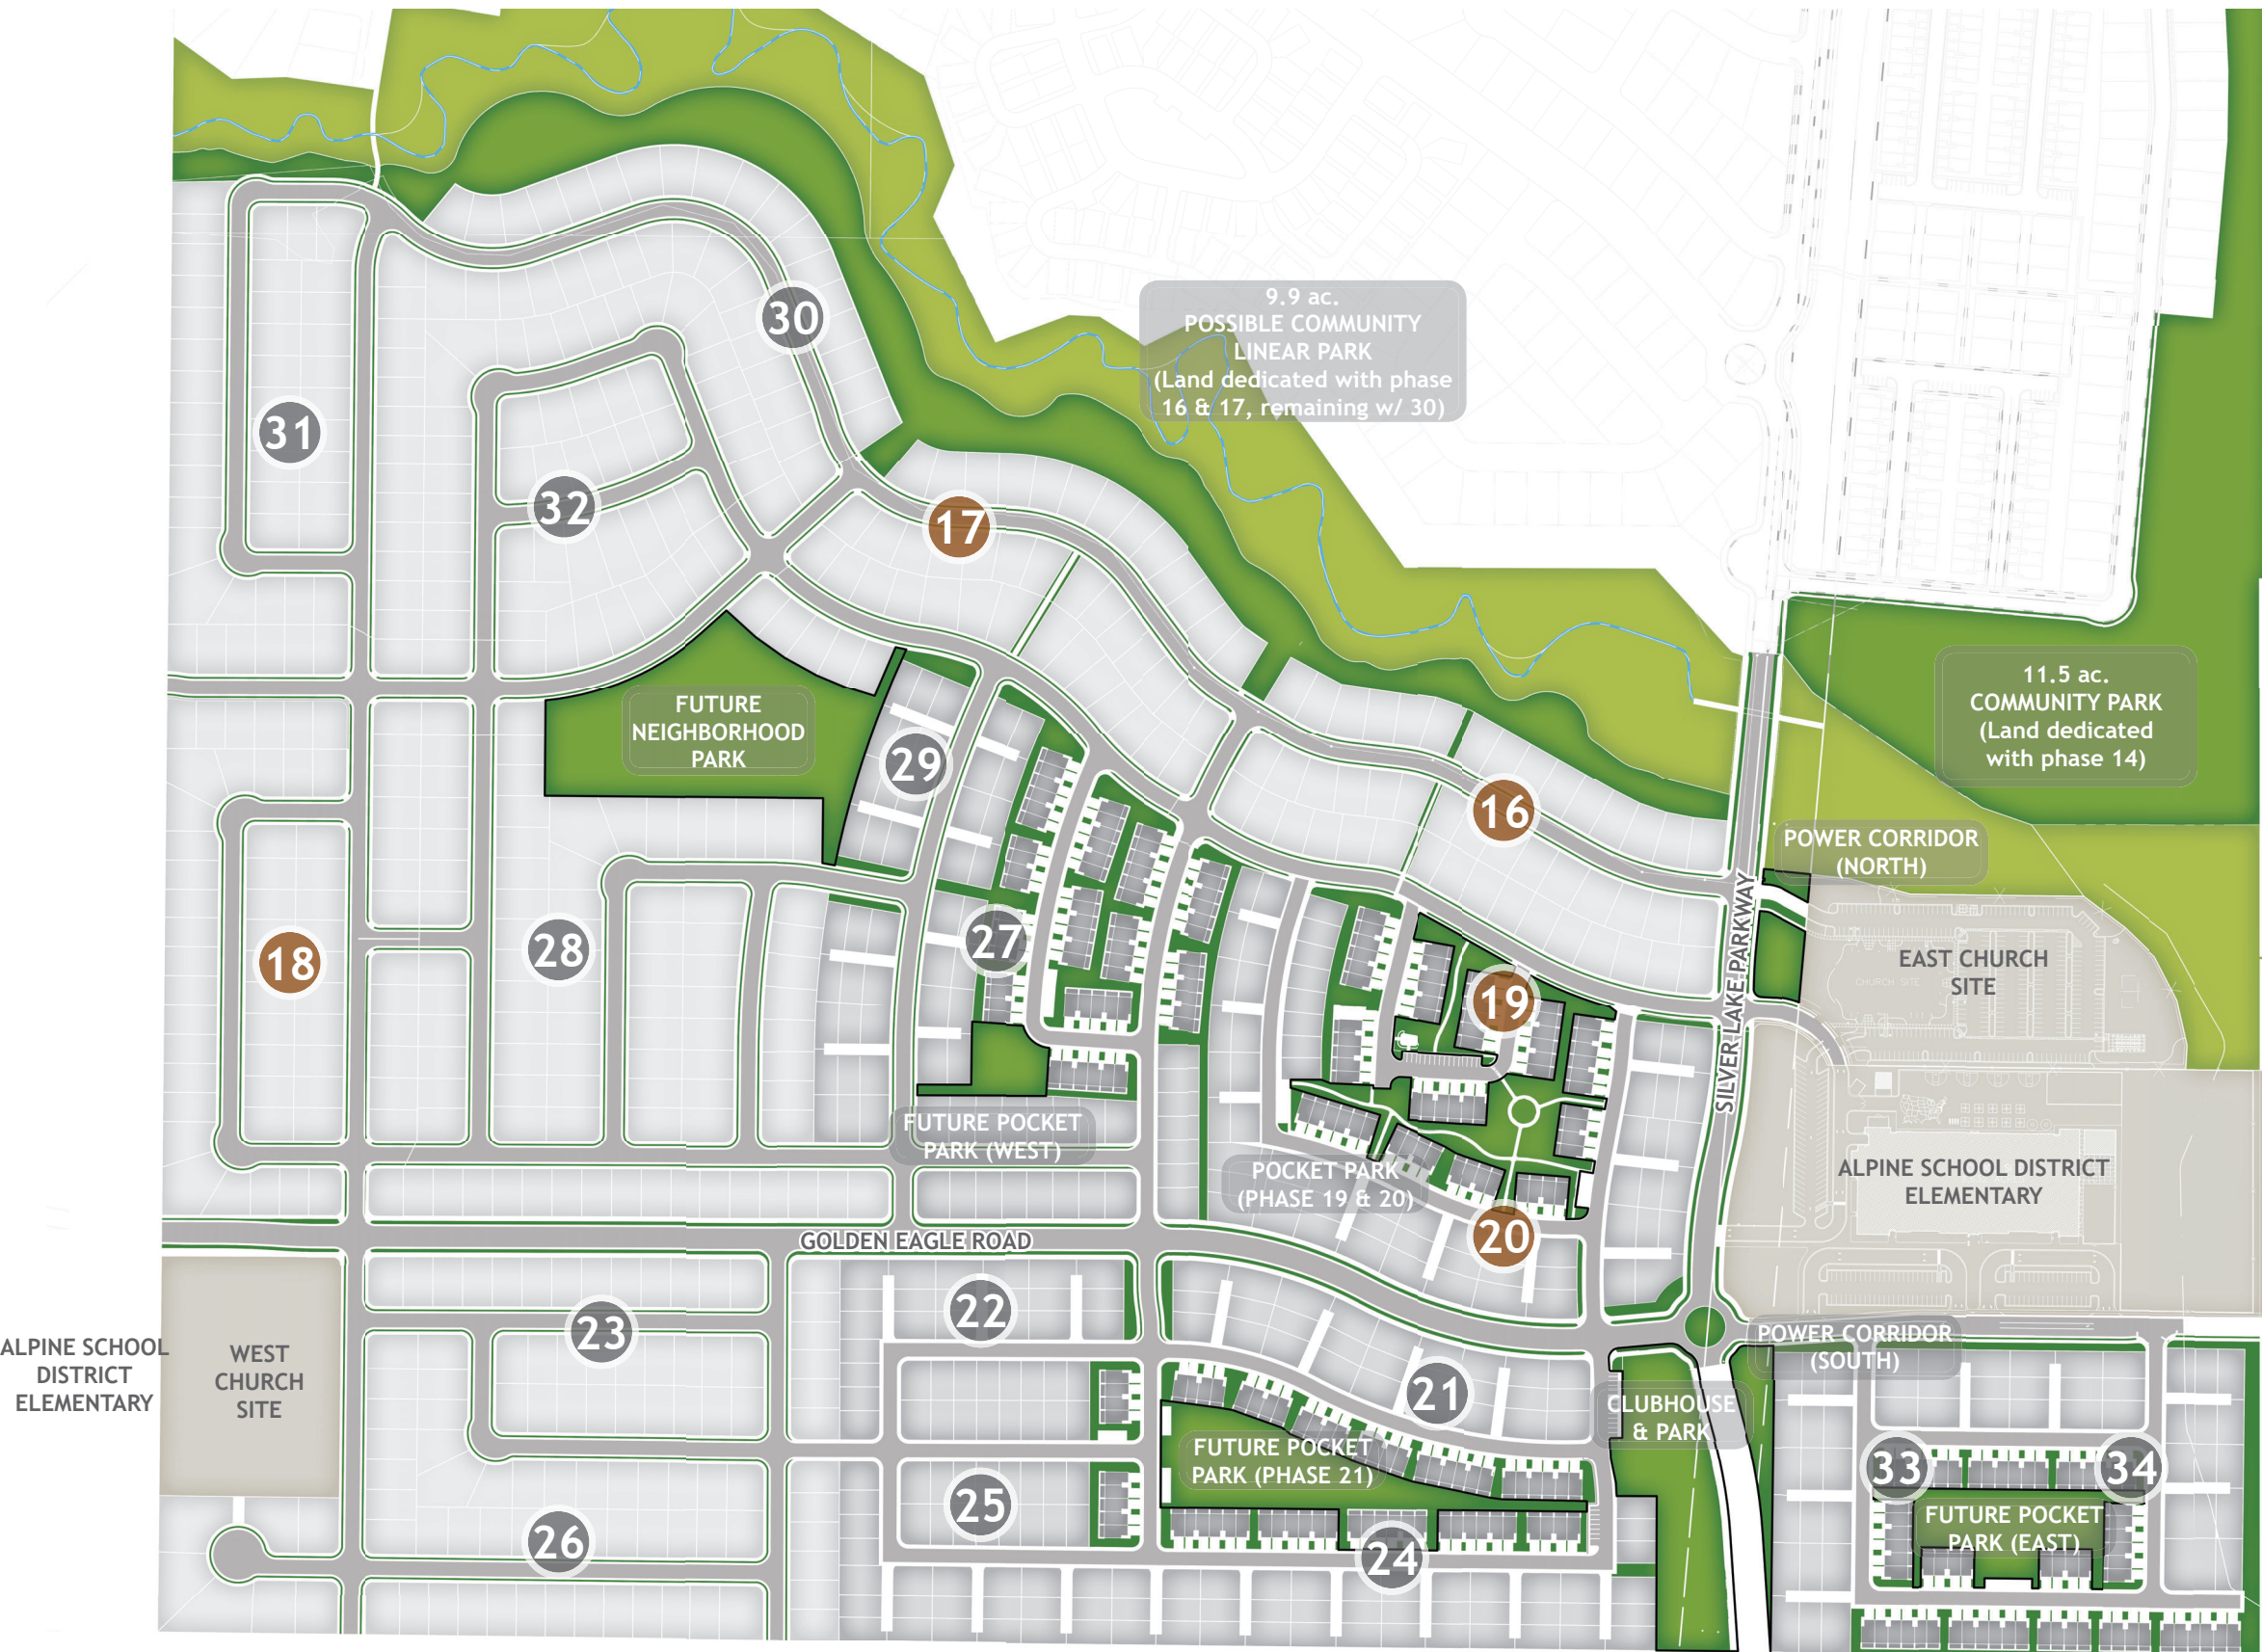 9.9 ac.
POSSIBLE COMMUNITY
LINEAR PARK
(Land dedicated with phase
16 & 17, remaining w/ 30)
30
31
32
17
11.5 ac.
COMMUNITY PARK
(Land dedicated
with phase 14)
FUTURE
NEIGHBORHOOD
PARK
29
16
POWER CORRIDOR
(NORTH)
18
28
27
19
SILVER LAKE PARKWAY
EAST CHURCH
SITE
CHURCH SITE
FUTURE POCKET
PARK (WEST)
POCKET PARK
(PHASE 19 & 20)
ALPINE SCHOOL DISTRICT
ELEMENTARY
20
GOLDEN EAGLE ROAD
22
23
ALPINE SCHOOL
DISTRICT
ELEMENTARY
WEST
CHURCH
SITE
21
POWER CORRIDOR
(SOUTH)
CLUBHOUSE
& PARK
FUTURE POCKET
PARK (PHASE 21)
33
34
25
FUTURE POCKET
PARK (EAST)
26
24